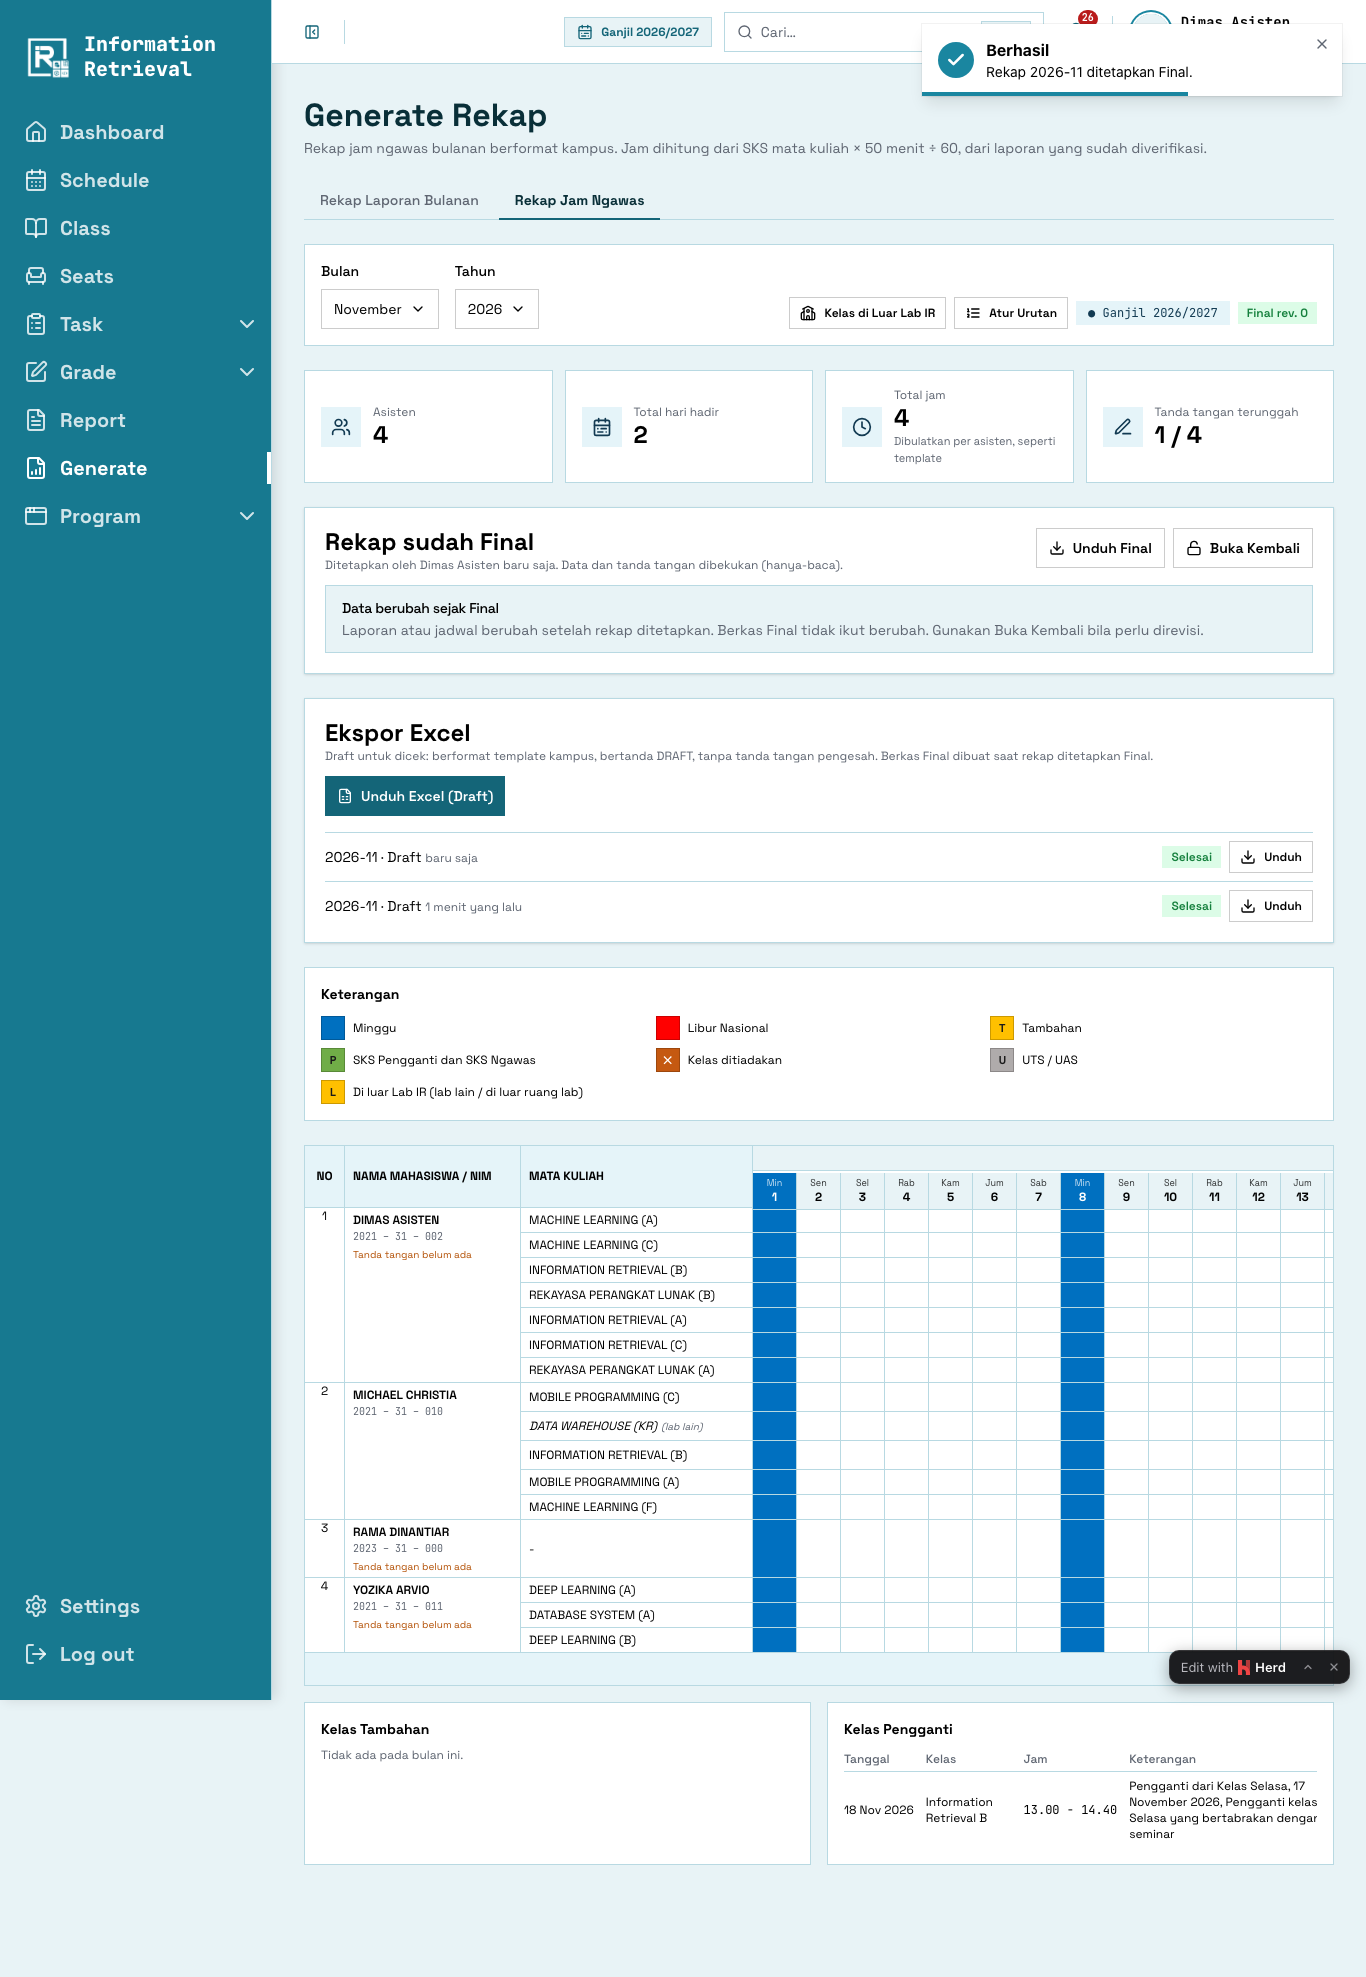 Information
Retrieval
Dashboard
Schedule
Class
Seats
Task
Grade
Report
Generate
Program
Settings
Log out
Ganjil 2026/2027
Cari...
26
Dimas Asisten
Berhasil
Rekap 2026-11 ditetapkan Final.
Generate Rekap
Rekap jam ngawas bulanan berformat kampus. Jam dihitung dari SKS mata kuliah × 50 menit ÷ 60, dari laporan yang sudah diverifikasi.
Rekap Laporan Bulanan
Rekap Jam Ngawas
Bulan
Tahun
November
2026
Kelas di Luar Lab IR
Atur Urutan
● Ganjil 2026/2027
Final rev. 0
Asisten
4
Total hari hadir
2
Total jam
4
Dibulatkan per asisten, seperti
template
Tanda tangan terunggah
1 / 4
Rekap sudah Final
Ditetapkan oleh Dimas Asisten baru saja. Data dan tanda tangan dibekukan (hanya-baca).
Unduh Final
Buka Kembali
Data berubah sejak Final
Laporan atau jadwal berubah setelah rekap ditetapkan. Berkas Final tidak ikut berubah. Gunakan Buka Kembali bila perlu direvisi.
Ekspor Excel
Draft untuk dicek: berformat template kampus, bertanda DRAFT, tanpa tanda tangan pengesah. Berkas Final dibuat saat rekap ditetapkan Final.
Unduh Excel (Draft)
2026-11 · Draft baru saja
Selesai
Unduh
2026-11 · Draft 1 menit yang lalu
Selesai
Unduh
Keterangan
Minggu
Libur Nasional
T Tambahan
P SKS Pengganti dan SKS Ngawas
× Kelas ditiadakan
U UTS / UAS
L Di luar Lab IR (lab lain / di luar ruang lab)
NO NAMA MAHASISWA / NIM MATA KULIAH
Min Sen Sel Rab Kam Jum Sab Min Sen Sel Rab Kam Jum
1 2 3 4 5 6 7 8 9 10 11 12 13
1
DIMAS ASISTEN
2021 - 31 - 002
Tanda tangan belum ada
MACHINE LEARNING (A)
MACHINE LEARNING (C)
INFORMATION RETRIEVAL (B)
REKAYASA PERANGKAT LUNAK (B)
INFORMATION RETRIEVAL (A)
INFORMATION RETRIEVAL (C)
REKAYASA PERANGKAT LUNAK (A)
2
MICHAEL CHRISTIA
2021 - 31 - 010
MOBILE PROGRAMMING (C)
DATA WAREHOUSE (KR) (lab lain)
INFORMATION RETRIEVAL (B)
MOBILE PROGRAMMING (A)
MACHINE LEARNING (F)
3
RAMA DINANTIAR
2023 - 31 - 000
Tanda tangan belum ada
-
4
YOZIKA ARVIO
2021 - 31 - 011
Tanda tangan belum ada
DEEP LEARNING (A)
DATABASE SYSTEM (A)
DEEP LEARNING (B)
Edit with Herd
Kelas Tambahan
Tidak ada pada bulan ini.
Kelas Pengganti
Tanggal Kelas Jam Keterangan
18 Nov 2026
Information
Retrieval B
13.00 - 14.40
Pengganti dari Kelas Selasa, 17
November 2026, Pengganti kelas
Selasa yang bertabrakan dengar
seminar